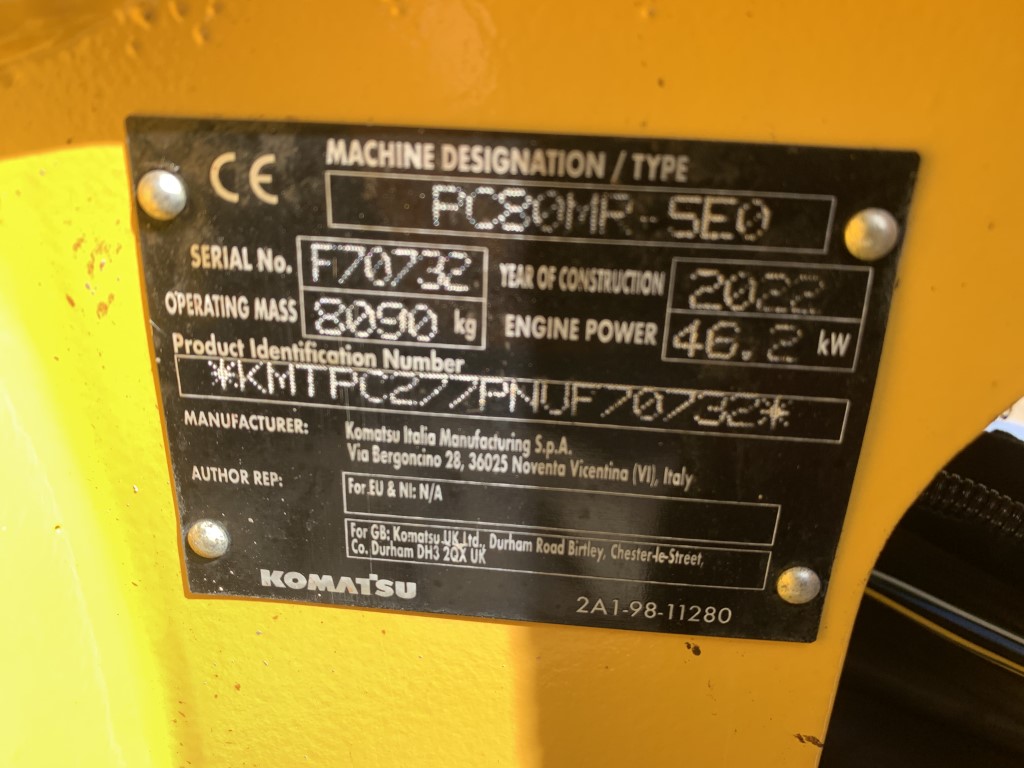 CE
MACHINE DESIGNATION / TYPE
PC80MR-5E0
SERIAL No. F70732
YEAR OF CONSTRUCTION 2022
OPERATING MASS 8090 kg
ENGINE POWER 46.2 kW
Product Identification Number
*KMTPC277PNUF70732*
MANUFACTURER: Komatsu Italia Manufacturing S.p.A.
Via Bergoncino 28, 36025 Noventa Vicentina (VI), Italy
AUTHOR REP: For EU & NI: N/A
For GB: Komatsu UK Ltd., Durham Road Birtley, Chester-le-Street,
Co. Durham DH3 2QX UK
KOMATSU
2A1-98-11280